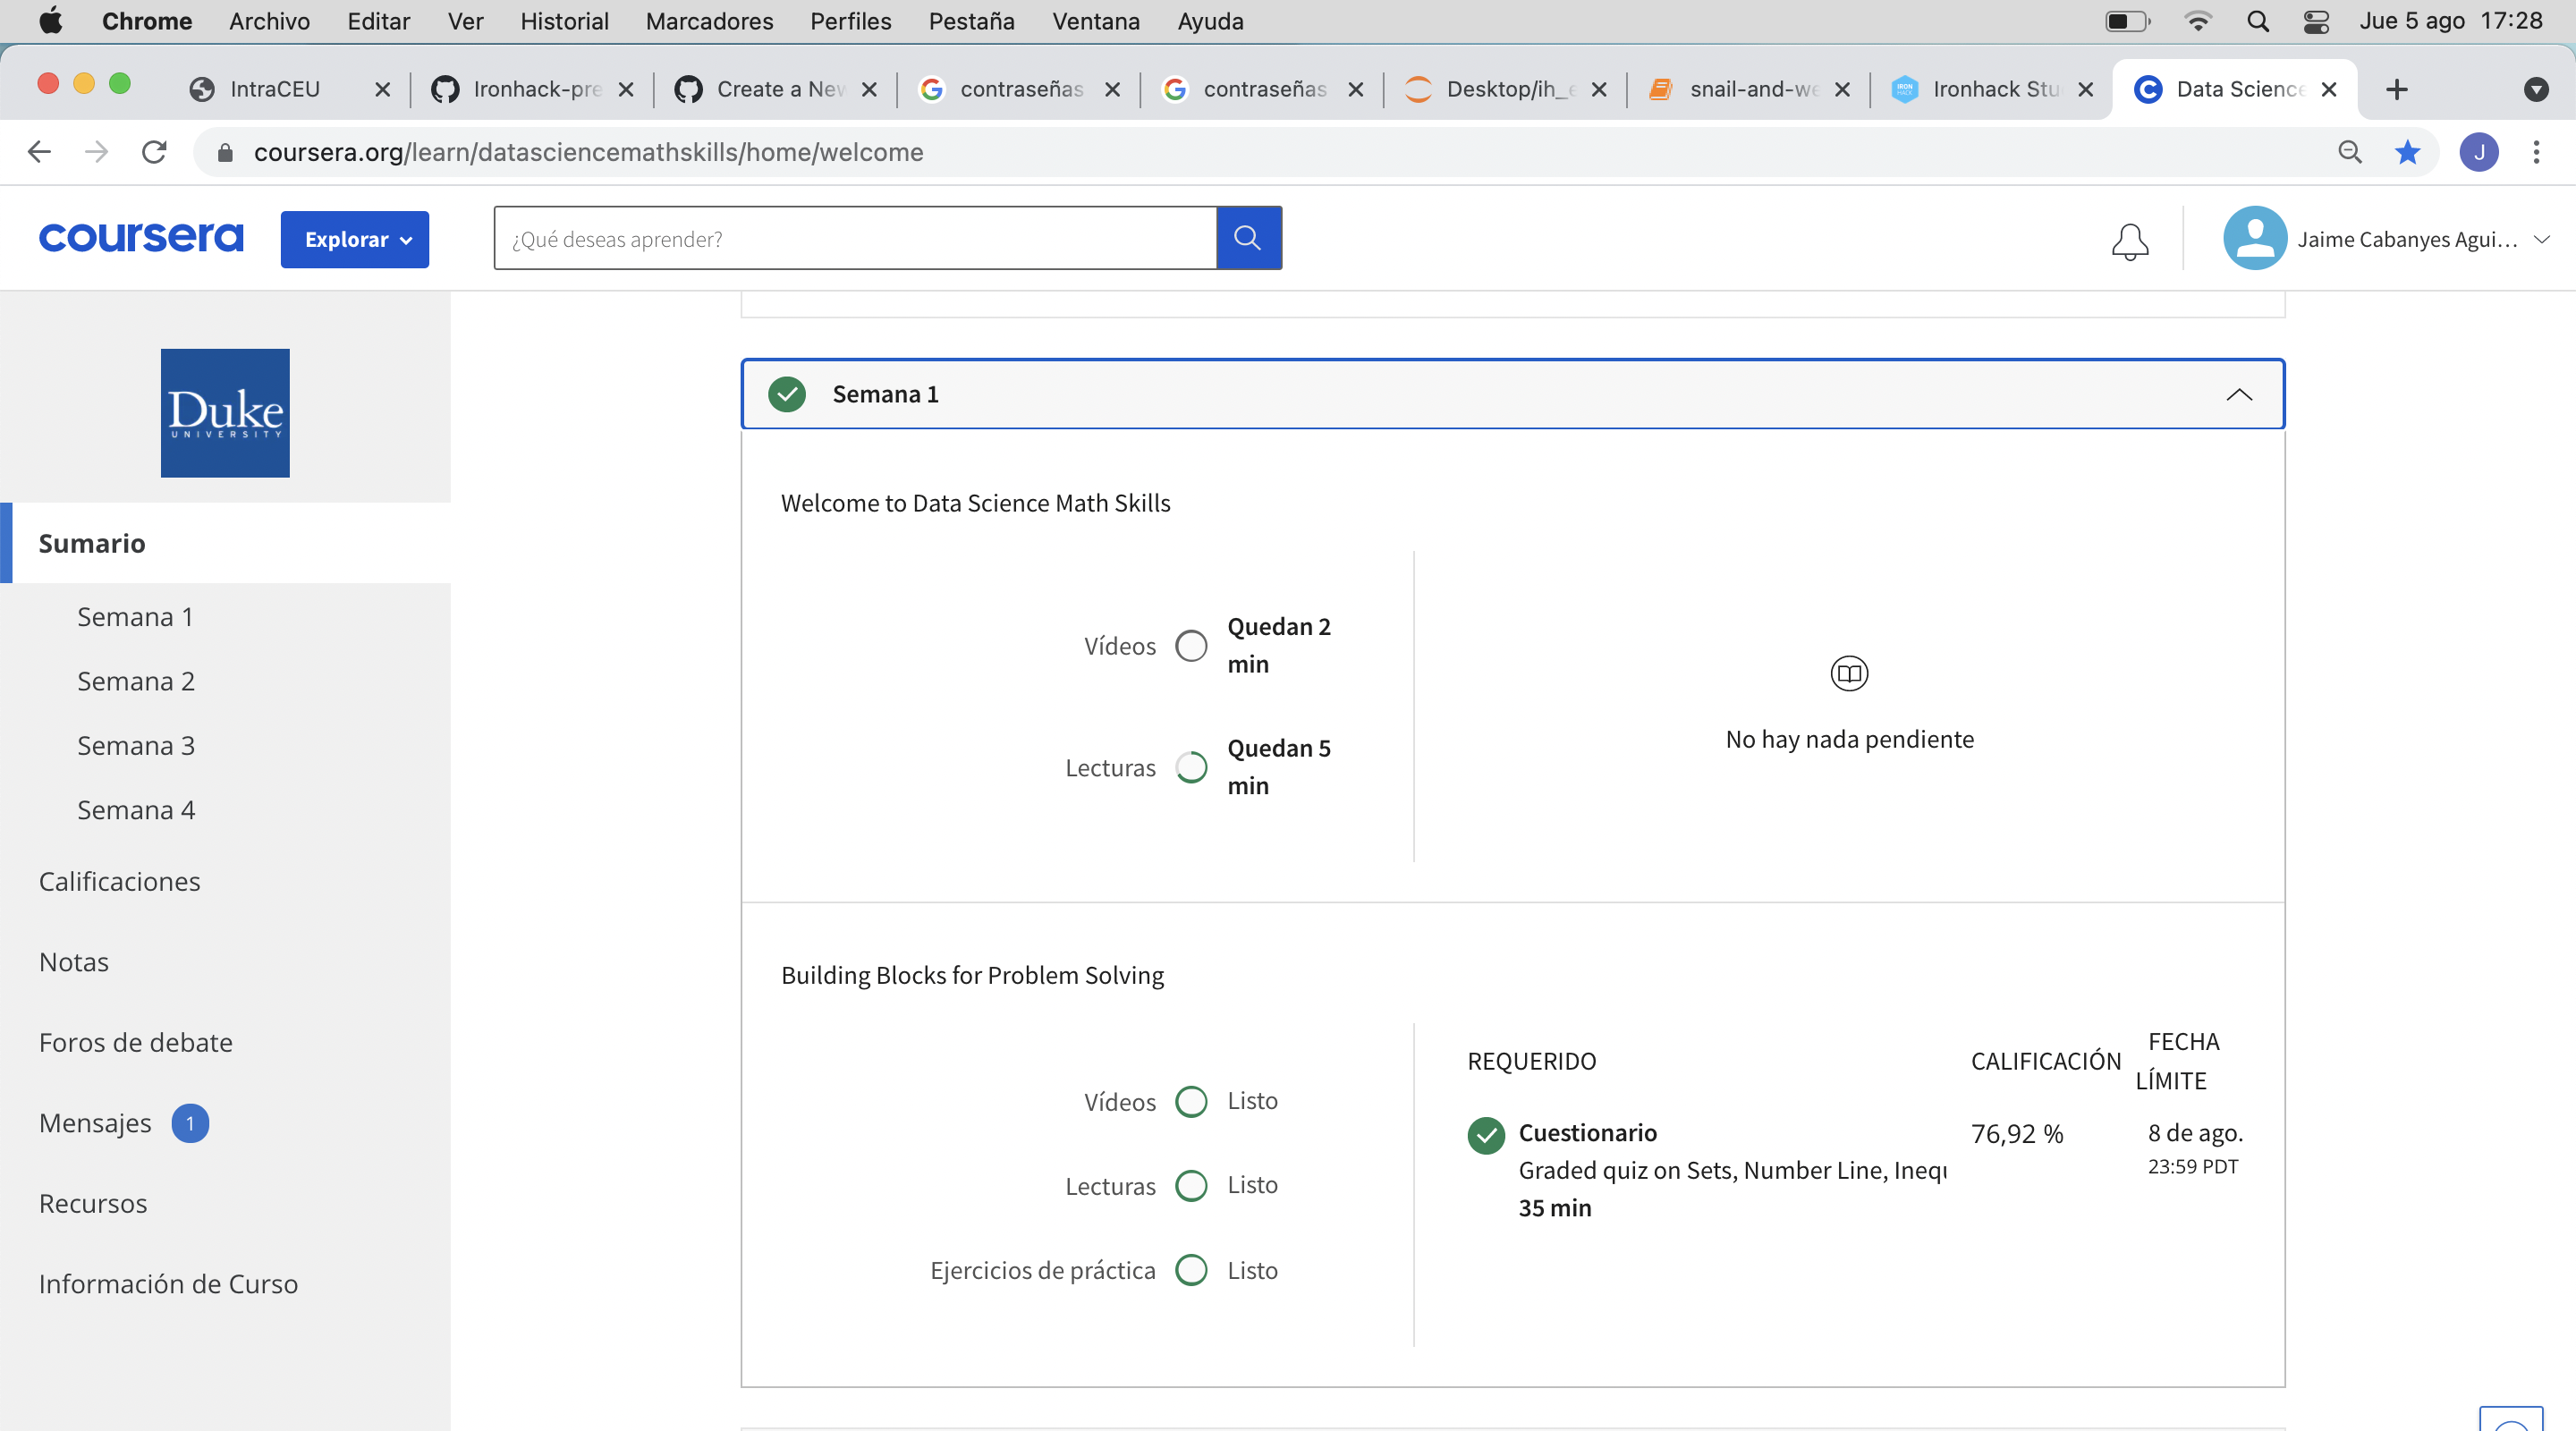 Chrome Archivo Editar Ver Historial Marcadores Perfiles Pestaña Ventana Ayuda Jue 5 ago 17:28
IntraCEU Ironhack-pre Create a New contraseñas contraseñas Desktop/ih_e snail-and-we Ironhack Stu Data Science
coursera.org/learn/datasciencemathskills/home/welcome J
coursera Explorar ¿Qué deseas aprender? Jaime Cabanyes Agui...
Duke
UNIVERSITY
Sumario
Semana 1
Semana 2
Semana 3
Semana 4
Calificaciones
Notas
Foros de debate
Mensajes 1
Recursos
Información de Curso
Semana 1
Welcome to Data Science Math Skills
Vídeos Quedan 2
min
Lecturas Quedan 5
min
No hay nada pendiente
Building Blocks for Problem Solving
Vídeos Listo
Lecturas Listo
Ejercicios de práctica Listo
REQUERIDO CALIFICACIÓN FECHA
LÍMITE
Cuestionario 76,92 % 8 de ago.
Graded quiz on Sets, Number Line, Inequ 23:59 PDT
35 min